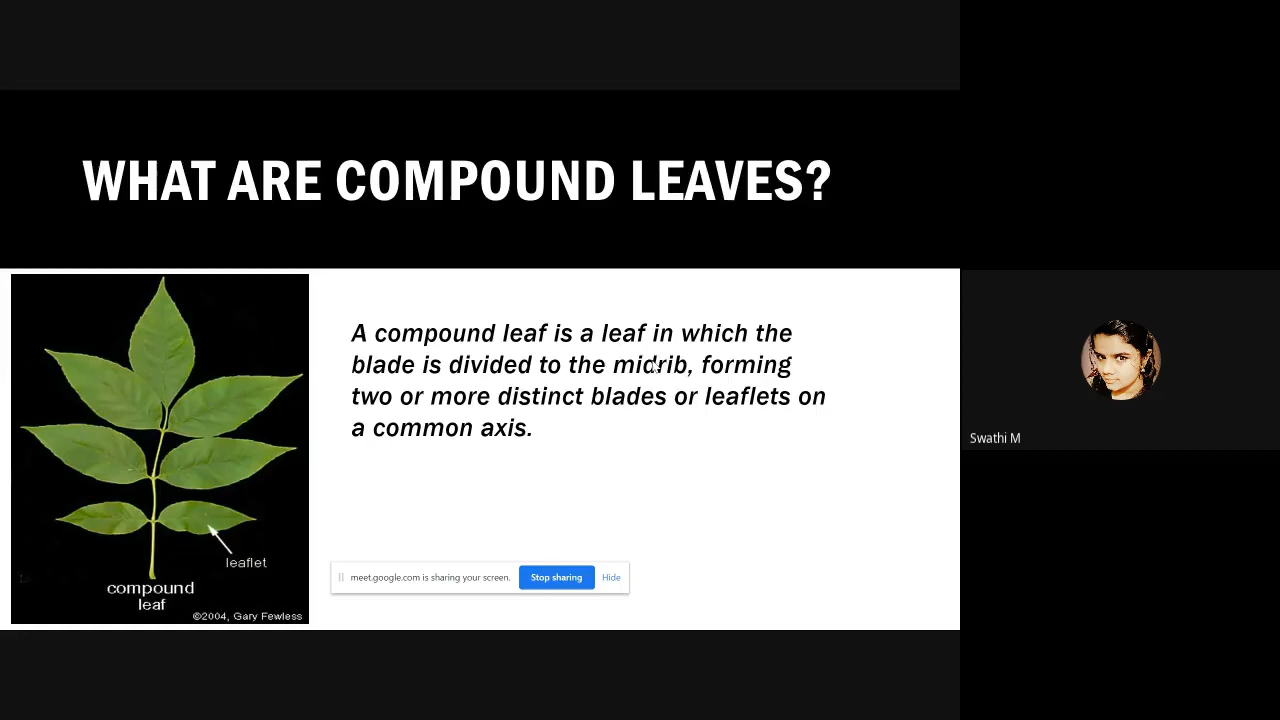 WHAT ARE COMPOUND LEAVES?
A compound leaf is a leaf in which the
blade is divided to the midrib, forming
two or more distinct blades or leaflets on
a common axis.
leaflet
compound
leaf
©2004, Gary Fewless
meet.google.com is sharing your screen.
Stop sharing
Hide
Swathi M